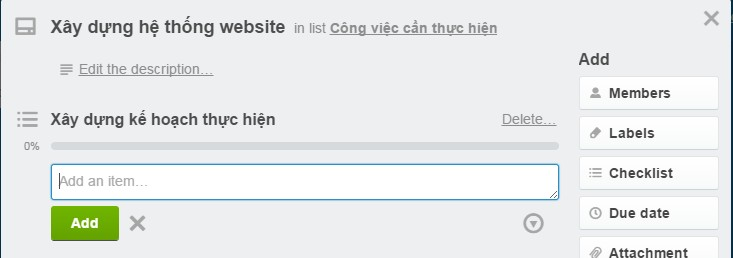 Xây dựng hệ thống website in list Công việc cần thực hiện
Edit the description…
Xây dựng kế hoạch thực hiện Delete…
0%
Add an item…
Add
Add
Members
Labels
Checklist
Due date
Attachment